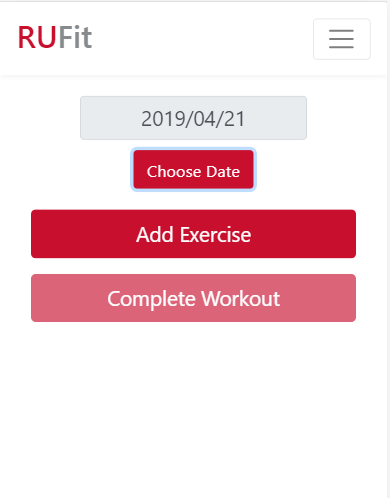 RUFit
2019/04/21
Choose Date
Add Exercise
Complete Workout